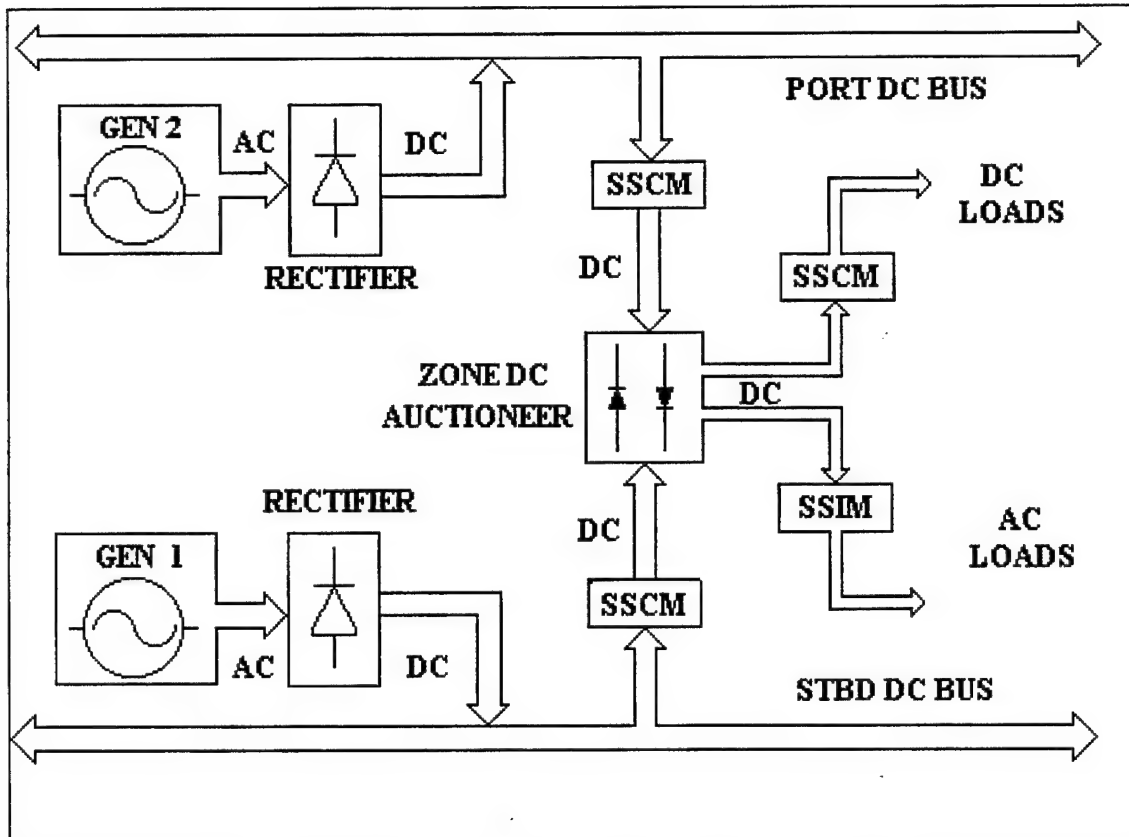 PORT DC BUS
GEN 2
AC
DC
RECTIFIER
SSCM
DC
DC
LOADS
SSCM
ZONE DC
AUCTIONEER
DC
SSIM
AC
LOADS
DC
SSCM
RECTIFIER
GEN 1
AC
DC
STBD DC BUS